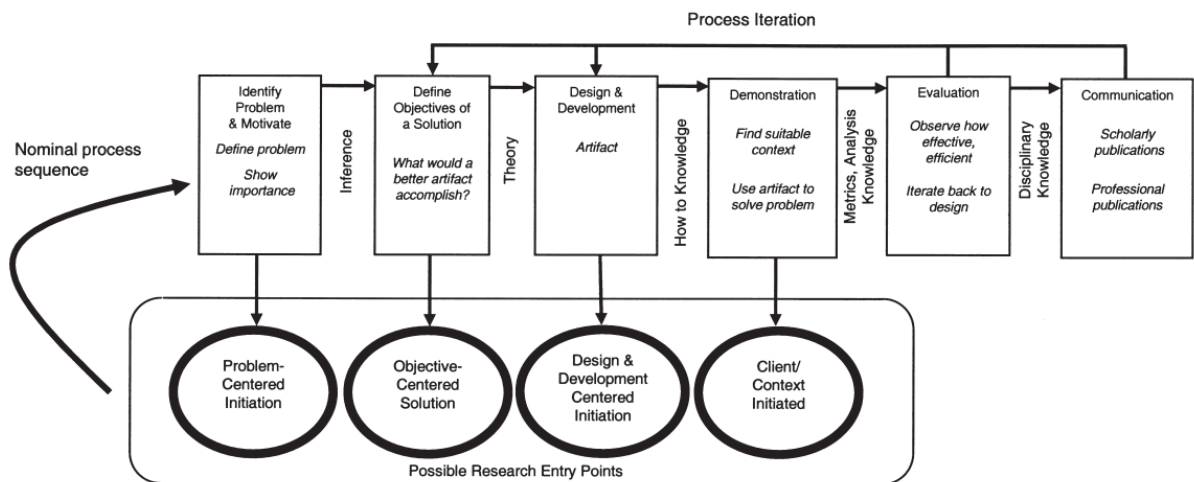 Process Iteration
Nominal process
sequence
Identify
Problem
& Motivate
Define problem
Show
importance
Inference
Define
Objectives of
a Solution
What would a
better artifact
accomplish?
Theory
Design &
Development
Artifact
How to Knowledge
Demonstration
Find suitable
context
Use artifact to
solve problem
Metrics, Analysis
Knowledge
Evaluation
Observe how
effective,
efficient
Iterate back to
design
Disciplinary
Knowledge
Communication
Scholarly
publications
Professional
publications
Problem-
Centered
Initiation
Objective-
Centered
Solution
Design &
Development
Centered
Initiation
Client/
Context
Initiated
Possible Research Entry Points